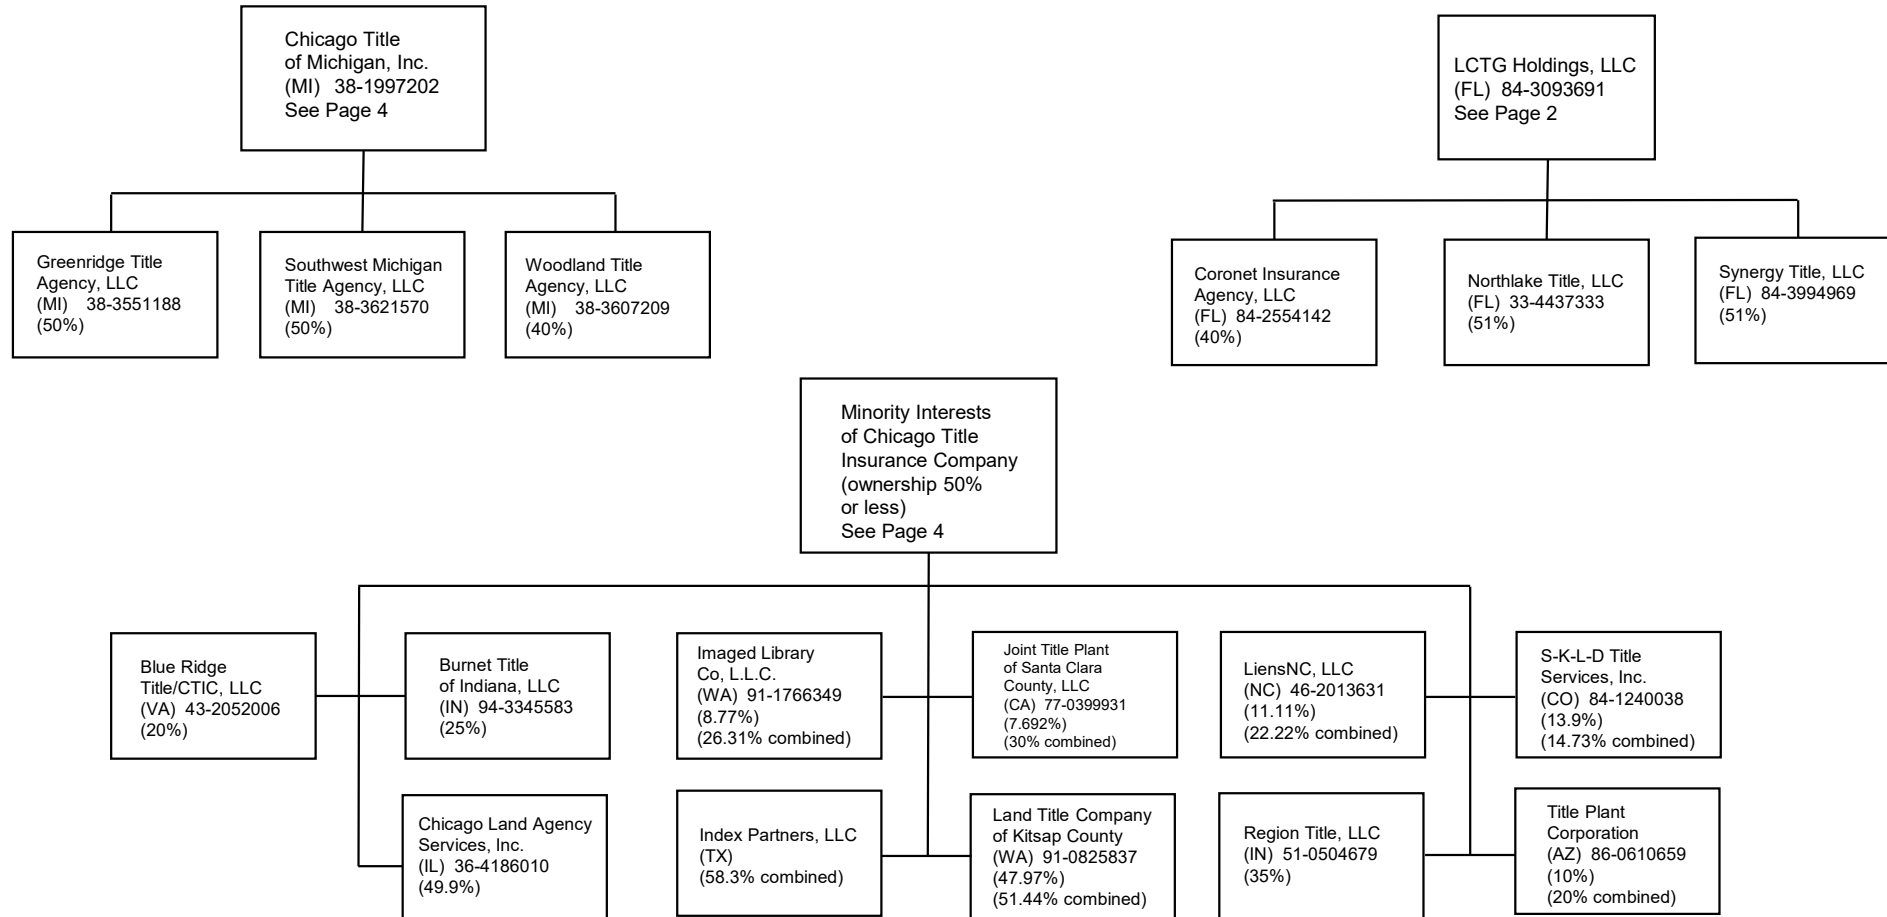 Chicago Title
of Michigan, Inc.
(MI) 38-1997202
See Page 4
LCTG Holdings, LLC
(FL) 84-3093691
See Page 2
Greenridge Title
Agency, LLC
(MI) 38-3551188
(50%)
Southwest Michigan
Title Agency, LLC
(MI) 38-3621570
(50%)
Woodland Title
Agency, LLC
(MI) 38-3607209
(40%)
Coronet Insurance
Agency, LLC
(FL) 84-2554142
(40%)
Northlake Title, LLC
(FL) 33-4437333
(51%)
Synergy Title, LLC
(FL) 84-3994969
(51%)
Minority Interests
of Chicago Title
Insurance Company
(ownership 50%
or less)
See Page 4
Blue Ridge
Title/CTIC, LLC
(VA) 43-2052006
(20%)
Burnet Title
of Indiana, LLC
(IN) 94-3345583
(25%)
Imaged Library
Co, L.L.C.
(WA) 91-1766349
(8.77%)
(26.31% combined)
Joint Title Plant
of Santa Clara
County, LLC
(CA) 77-0399931
(7.692%)
(30% combined)
LiensNC, LLC
(NC) 46-2013631
(11.11%)
(22.22% combined)
S-K-L-D Title
Services, Inc.
(CO) 84-1240038
(13.9%)
(14.73% combined)
Chicago Land Agency
Services, Inc.
(IL) 36-4186010
(49.9%)
Index Partners, LLC
(TX)
(58.3% combined)
Land Title Company
of Kitsap County
(WA) 91-0825837
(47.97%)
(51.44% combined)
Region Title, LLC
(IN) 51-0504679
(35%)
Title Plant
Corporation
(AZ) 86-0610659
(10%)
(20% combined)